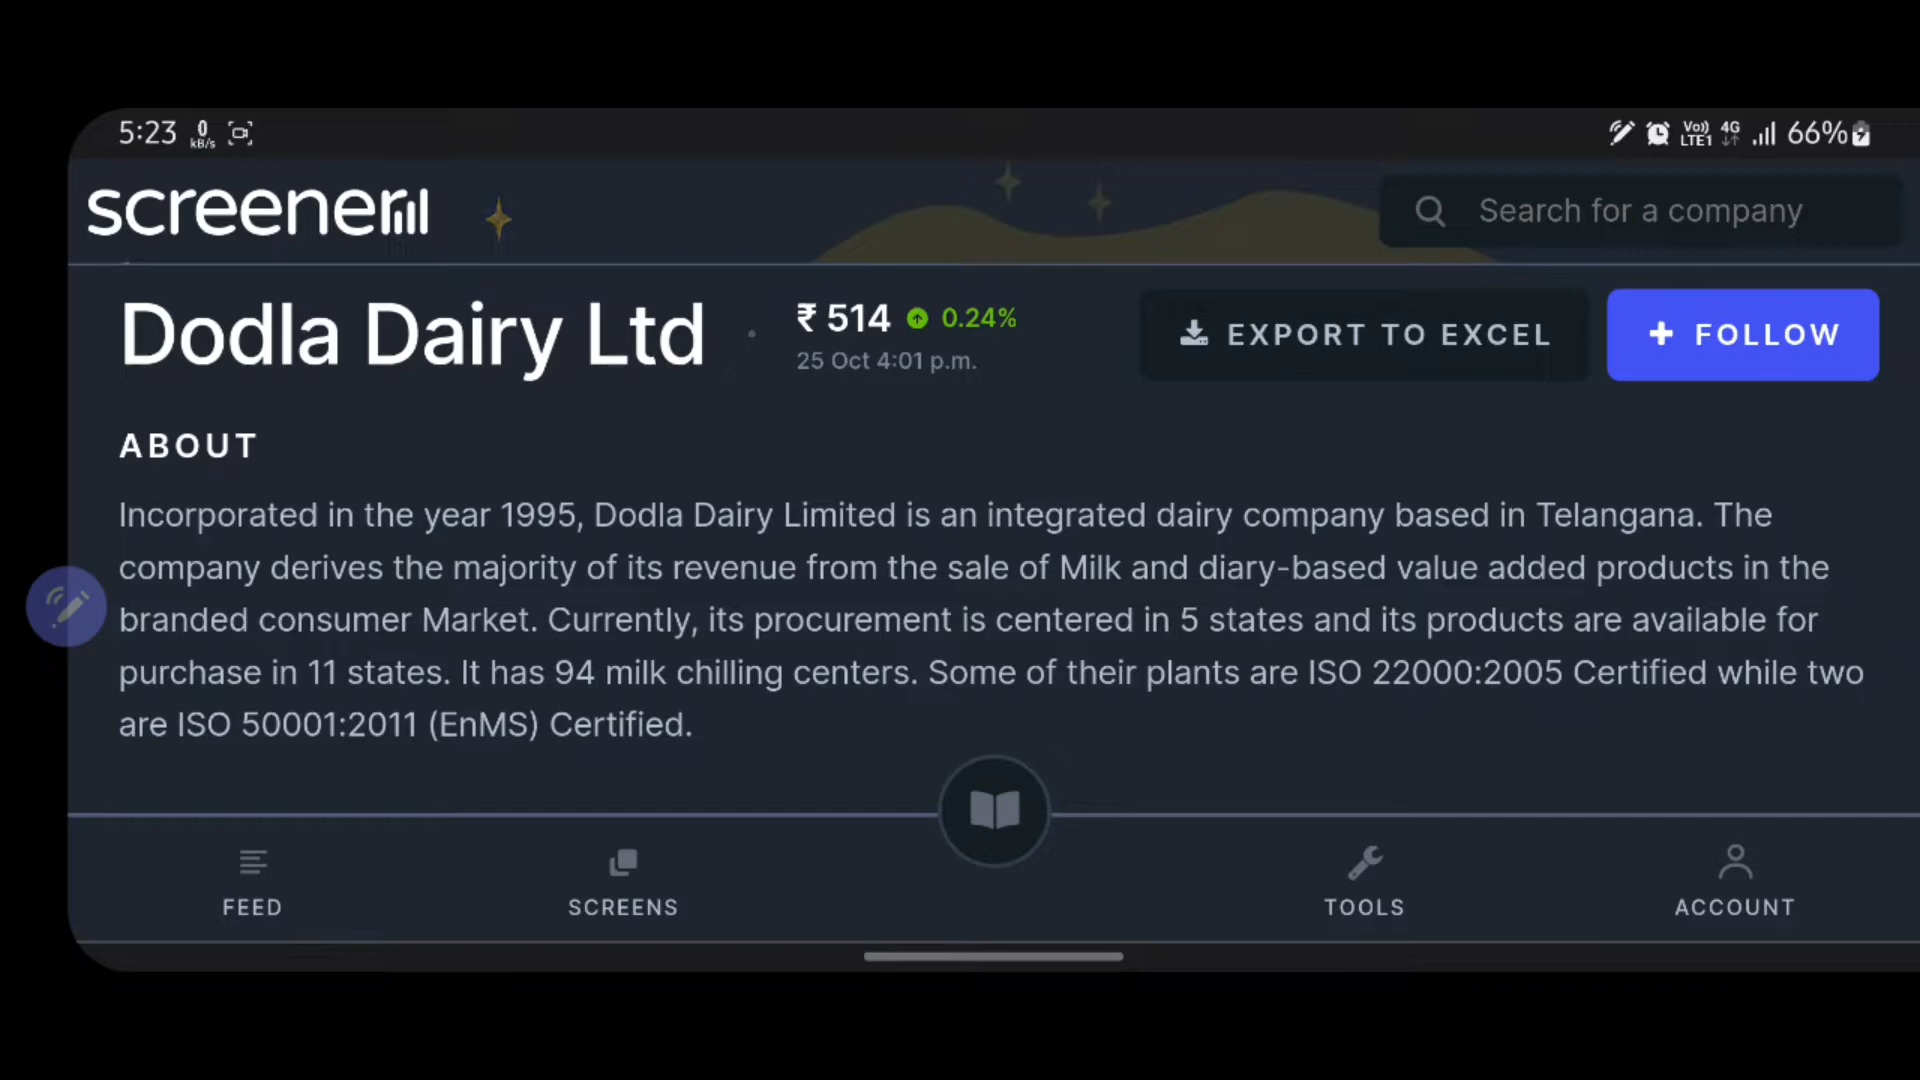 5:23 0 kB/s Vo)) LTE1 4G 66%
screener
Search for a company
Dodla Dairy Ltd
₹ 514 0.24%
25 Oct 4:01 p.m.
EXPORT TO EXCEL
FOLLOW
ABOUT
Incorporated in the year 1995, Dodla Dairy Limited is an integrated dairy company based in Telangana. The
company derives the majority of its revenue from the sale of Milk and diary-based value added products in the
branded consumer Market. Currently, its procurement is centered in 5 states and its products are available for
purchase in 11 states. It has 94 milk chilling centers. Some of their plants are ISO 22000:2005 Certified while two
are ISO 50001:2011 (EnMS) Certified.
FEED
SCREENS
TOOLS
ACCOUNT